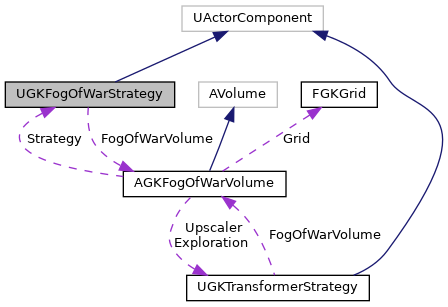 UActorComponent
UGKFogOfWarStrategy
AVolume
FGKGrid
Strategy
FogOfWarVolume
Grid
AGKFogOfWarVolume
Upscaler
Exploration
FogOfWarVolume
UGKTransformerStrategy